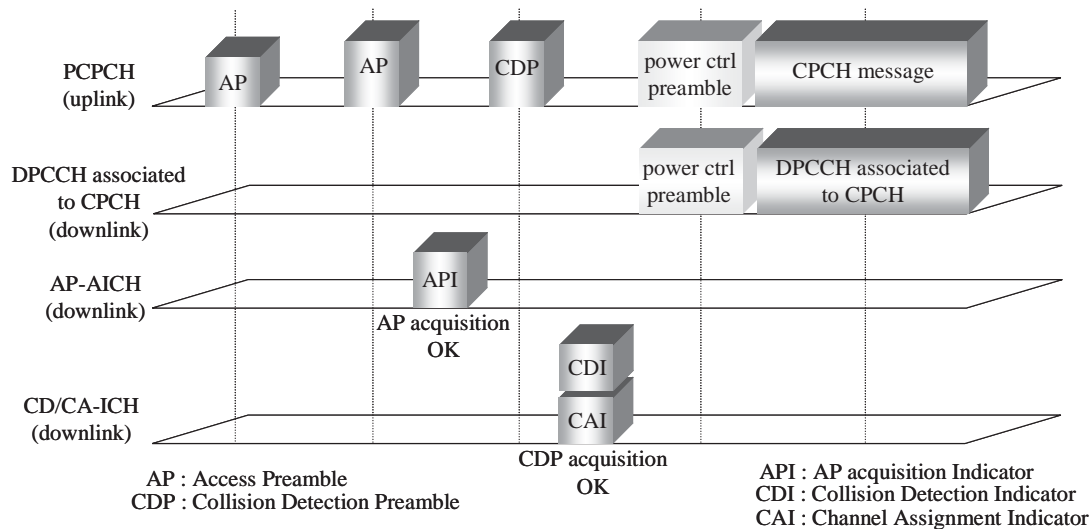 PCPCH
(uplink)
AP
AP
CDP
power ctrl
preamble
CPCH message
DPCCH associated
to CPCH
(downlink)
power ctrl
preamble
DPCCH associated
to CPCH
AP-AICH
(downlink)
API
AP acquisition
OK
CD/CA-ICH
(downlink)
CDI
CAI
CDP acquisition
OK
AP : Access Preamble
CDP : Collision Detection Preamble
API : AP acquisition Indicator
CDI : Collision Detection Indicator
CAI : Channel Assignment Indicator